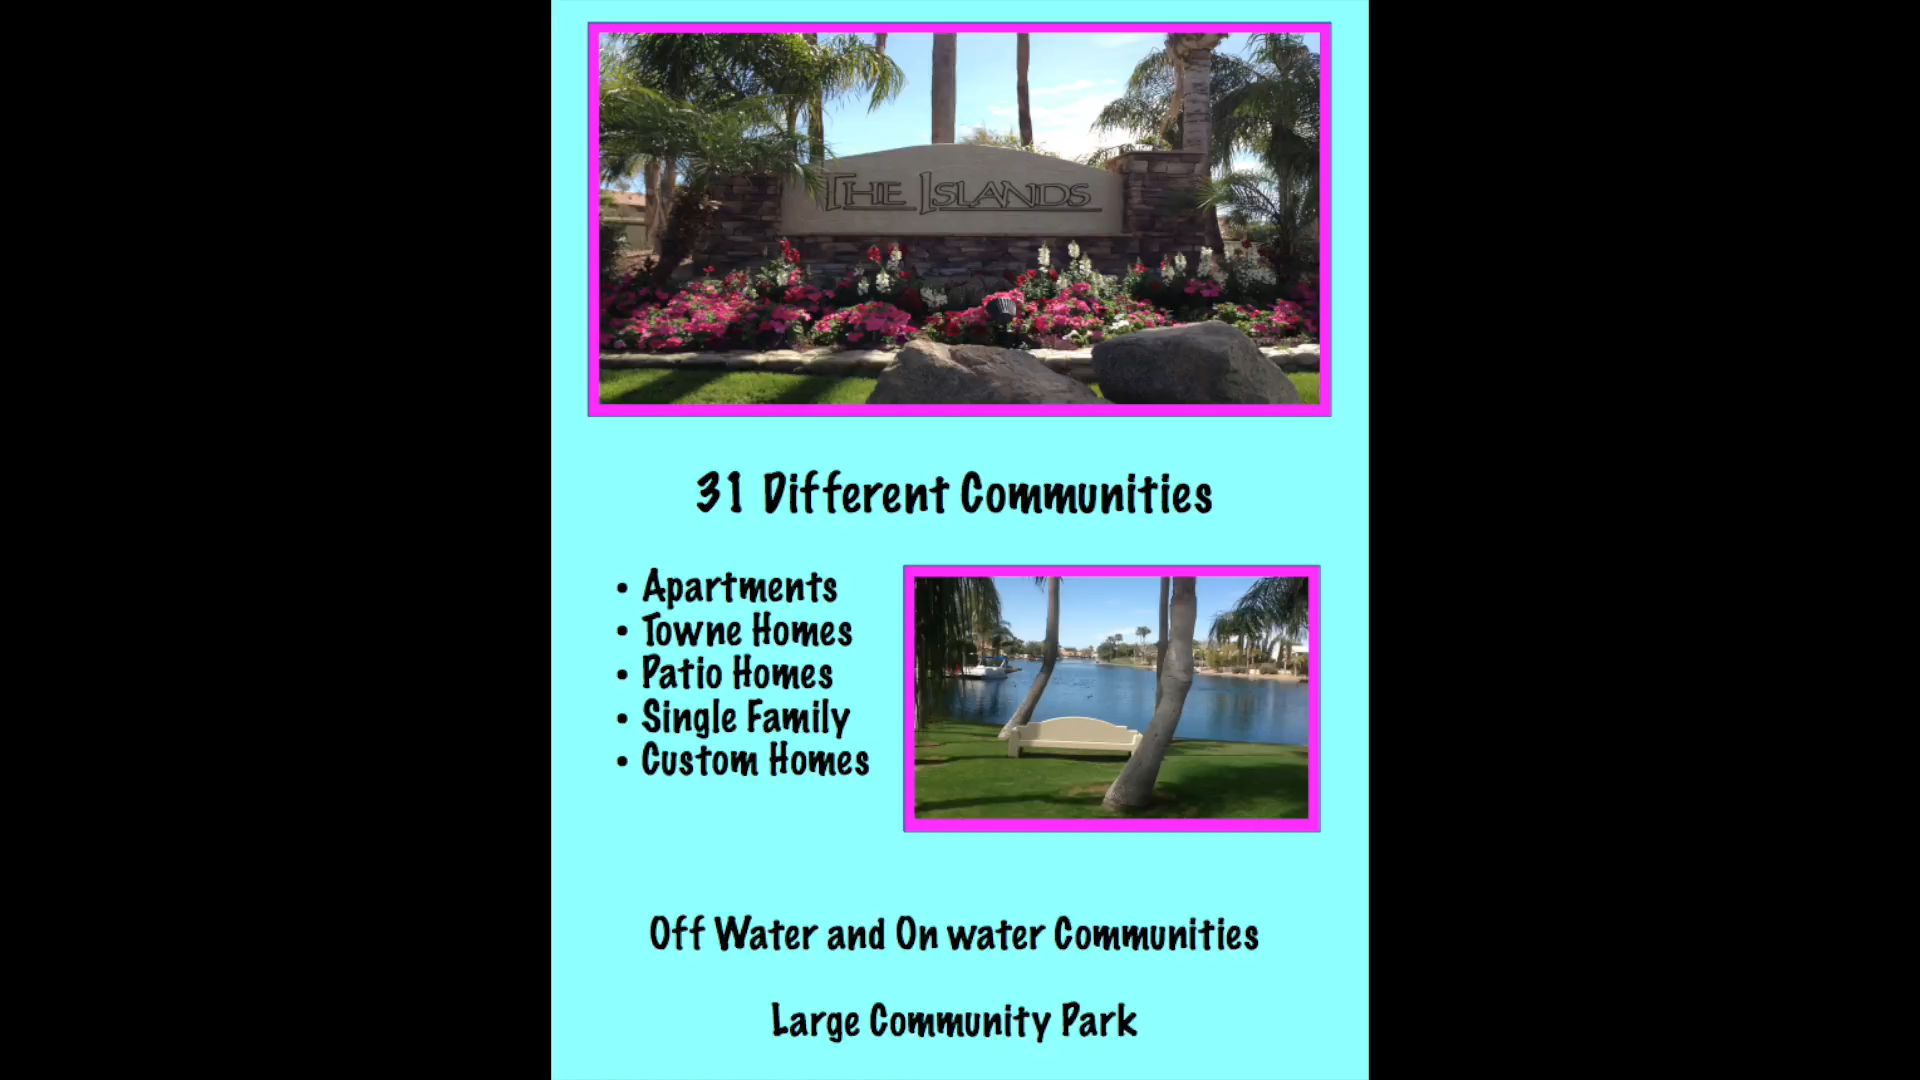 THE ISLANDS
31 Different Communities
• Apartments
• Towne Homes
• Patio Homes
• Single Family
• Custom Homes
Off Water and On water Communities
Large Community Park